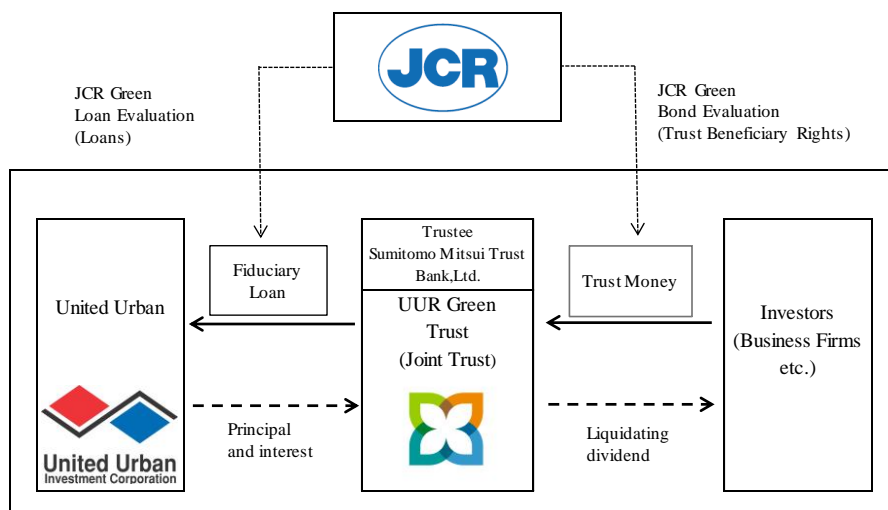 JCR
JCR Green
Loan Evaluation
(Loans)
JCR Green
Bond Evaluation
(Trust Beneficiary Rights)
Trustee
Sumitomo Mitsui Trust
Bank,Ltd.
Fiduciary
Loan
Trust Money
United Urban
UUR Green
Trust
(Joint Trust)
Investors
(Business Firms
etc.)
United Urban
Investment Corporation
Principal
and interest
Liquidating
dividend